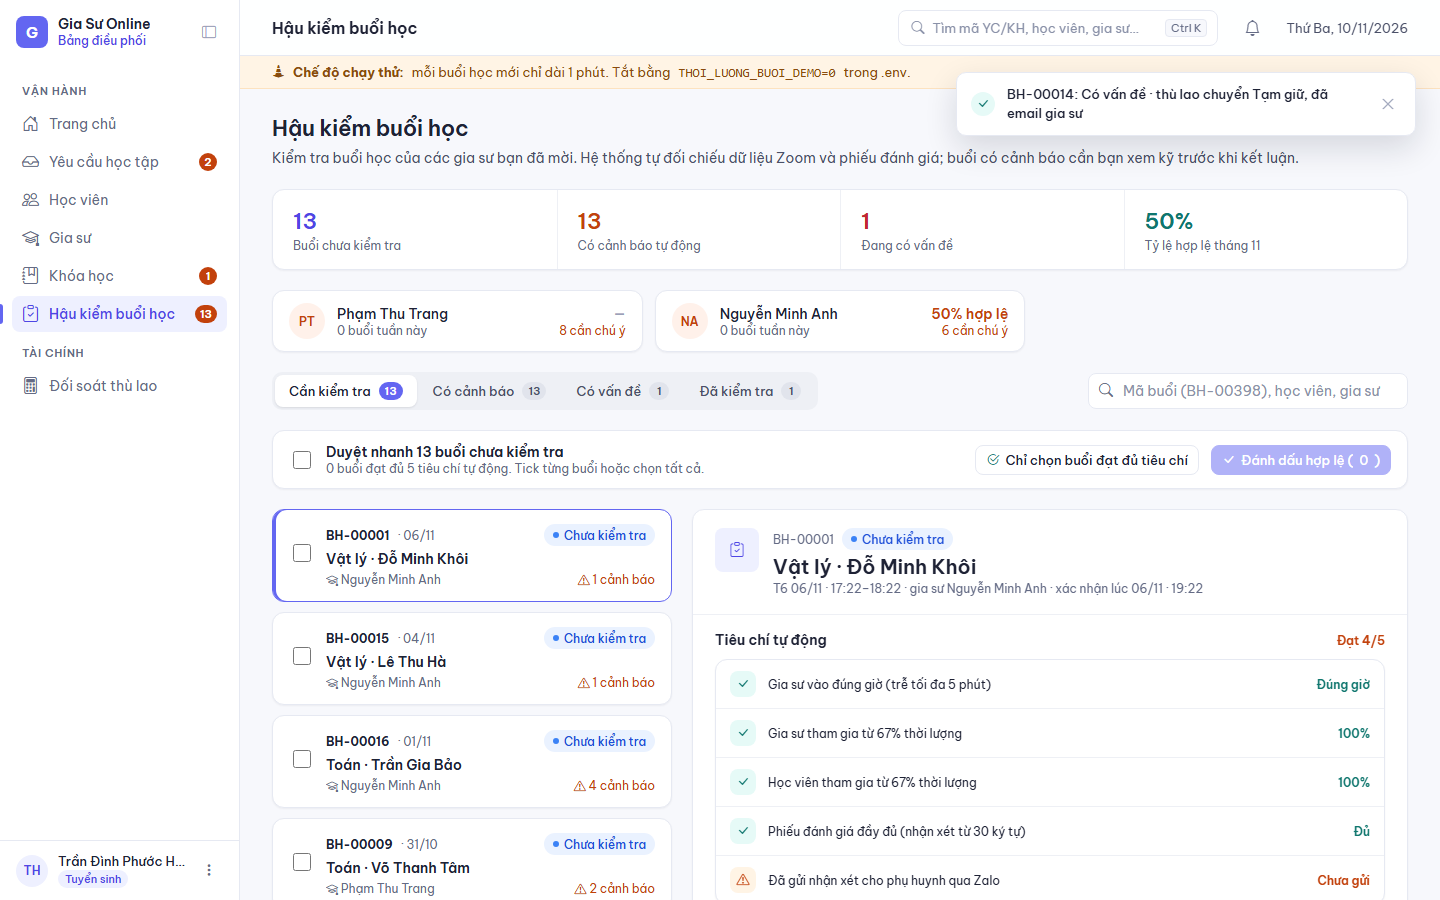 G
Gia Sư Online
Bảng điều phối
VẬN HÀNH
Trang chủ
Yêu cầu học tập 2
Học viên
Gia sư
Khóa học 1
Hậu kiểm buổi học 13
TÀI CHÍNH
Đối soát thù lao
TH
Trần Đình Phước H...
Tuyển sinh
Hậu kiểm buổi học
Tìm mã YC/KH, học viên, gia sư... Ctrl K
Thứ Ba, 10/11/2026
Chế độ chạy thử: mỗi buổi học mới chỉ dài 1 phút. Tắt bằng THOI_LUONG_BUOI_DEMO=0 trong .env.
BH-00014: Có vấn đề · thù lao chuyển Tạm giữ, đã
email gia sư
Hậu kiểm buổi học
Kiểm tra buổi học của các gia sư bạn đã mời. Hệ thống tự đối chiếu dữ liệu Zoom và phiếu đánh giá; buổi có cảnh báo cần bạn xem kỹ trước khi kết luận.
13
Buổi chưa kiểm tra
13
Có cảnh báo tự động
1
Đang có vấn đề
50%
Tỷ lệ hợp lệ tháng 11
PT
Phạm Thu Trang —
0 buổi tuần này 8 cần chú ý
NA
Nguyễn Minh Anh 50% hợp lệ
0 buổi tuần này 6 cần chú ý
Cần kiểm tra 13
Có cảnh báo 13
Có vấn đề 1
Đã kiểm tra 1
Mã buổi (BH-00398), học viên, gia sư
Duyệt nhanh 13 buổi chưa kiểm tra
0 buổi đạt đủ 5 tiêu chí tự động. Tick từng buổi hoặc chọn tất cả.
Chỉ chọn buổi đạt đủ tiêu chí
Đánh dấu hợp lệ ( 0 )
BH-00001 · 06/11 Chưa kiểm tra
Vật lý · Đỗ Minh Khôi
Nguyễn Minh Anh 1 cảnh báo
BH-00015 · 04/11 Chưa kiểm tra
Vật lý · Lê Thu Hà
Nguyễn Minh Anh 1 cảnh báo
BH-00016 · 01/11 Chưa kiểm tra
Toán · Trần Gia Bảo
Nguyễn Minh Anh 4 cảnh báo
BH-00009 · 31/10 Chưa kiểm tra
Toán · Võ Thanh Tâm
Phạm Thu Trang 2 cảnh báo
BH-00001 Chưa kiểm tra
Vật lý · Đỗ Minh Khôi
T6 06/11 · 17:22–18:22 · gia sư Nguyễn Minh Anh · xác nhận lúc 06/11 · 19:22
Tiêu chí tự động Đạt 4/5
Gia sư vào đúng giờ (trễ tối đa 5 phút) Đúng giờ
Gia sư tham gia từ 67% thời lượng 100%
Học viên tham gia từ 67% thời lượng 100%
Phiếu đánh giá đầy đủ (nhận xét từ 30 ký tự) Đủ
Đã gửi nhận xét cho phụ huynh qua Zalo Chưa gửi